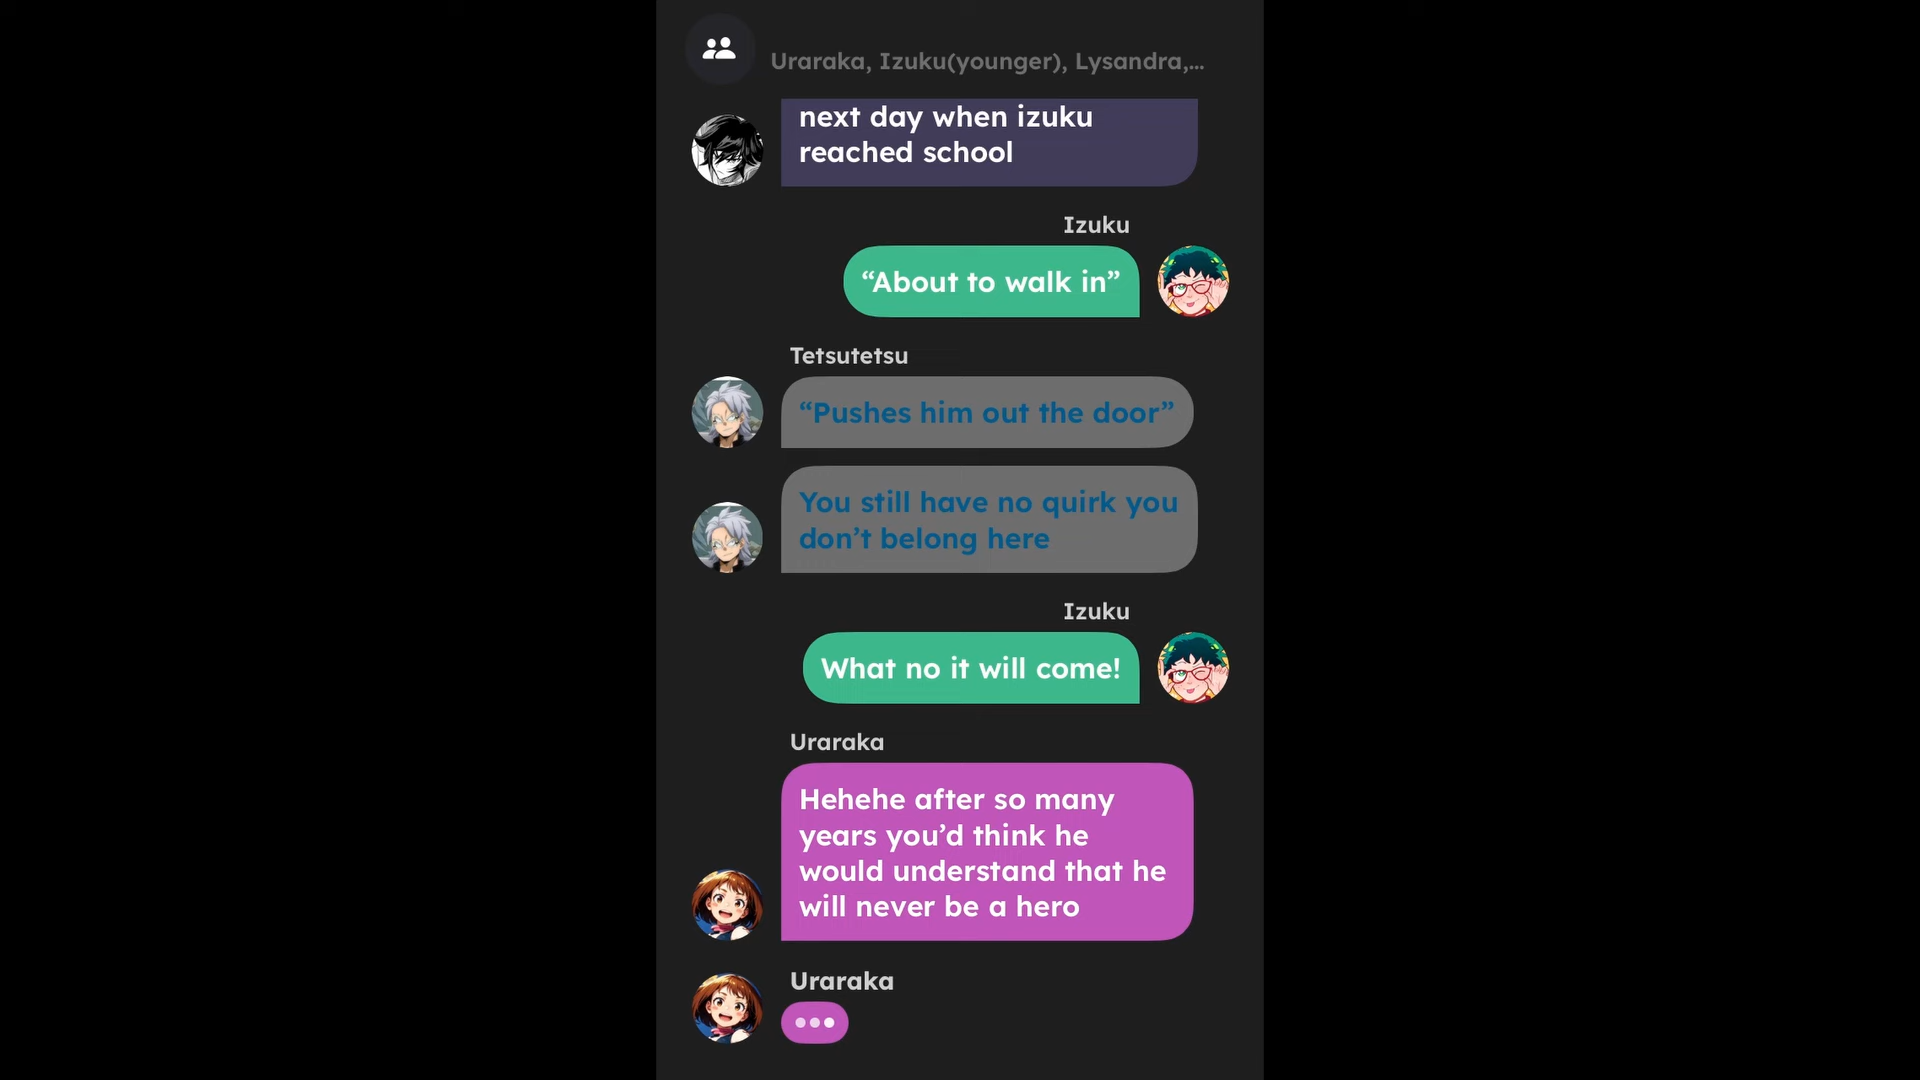 Uraraka, Izuku(younger), Lysandra,...
next day when izuku
reached school
Izuku
“About to walk in”
Tetsutetsu
“Pushes him out the door”
You still have no quirk you
don’t belong here
Izuku
What no it will come!
Uraraka
Hehehe after so many
years you’d think he
would understand that he
will never be a hero
Uraraka